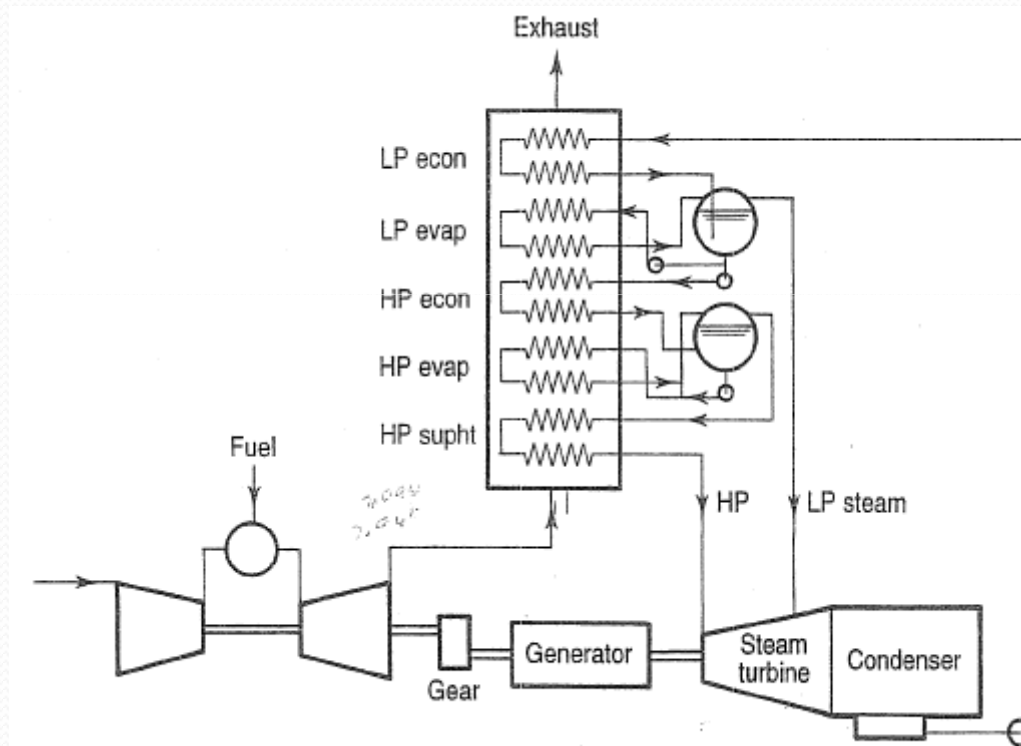 Exhaust
LP econ
LP evap
HP econ
HP evap
HP supht
Fuel
HP
LP steam
Generator
Steam
turbine
Condenser
Gear